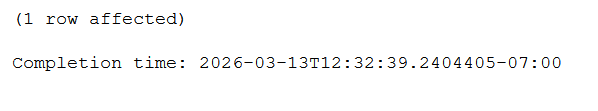 (1 row affected)
Completion time: 2026-03-13T12:32:39.2404405-07:00